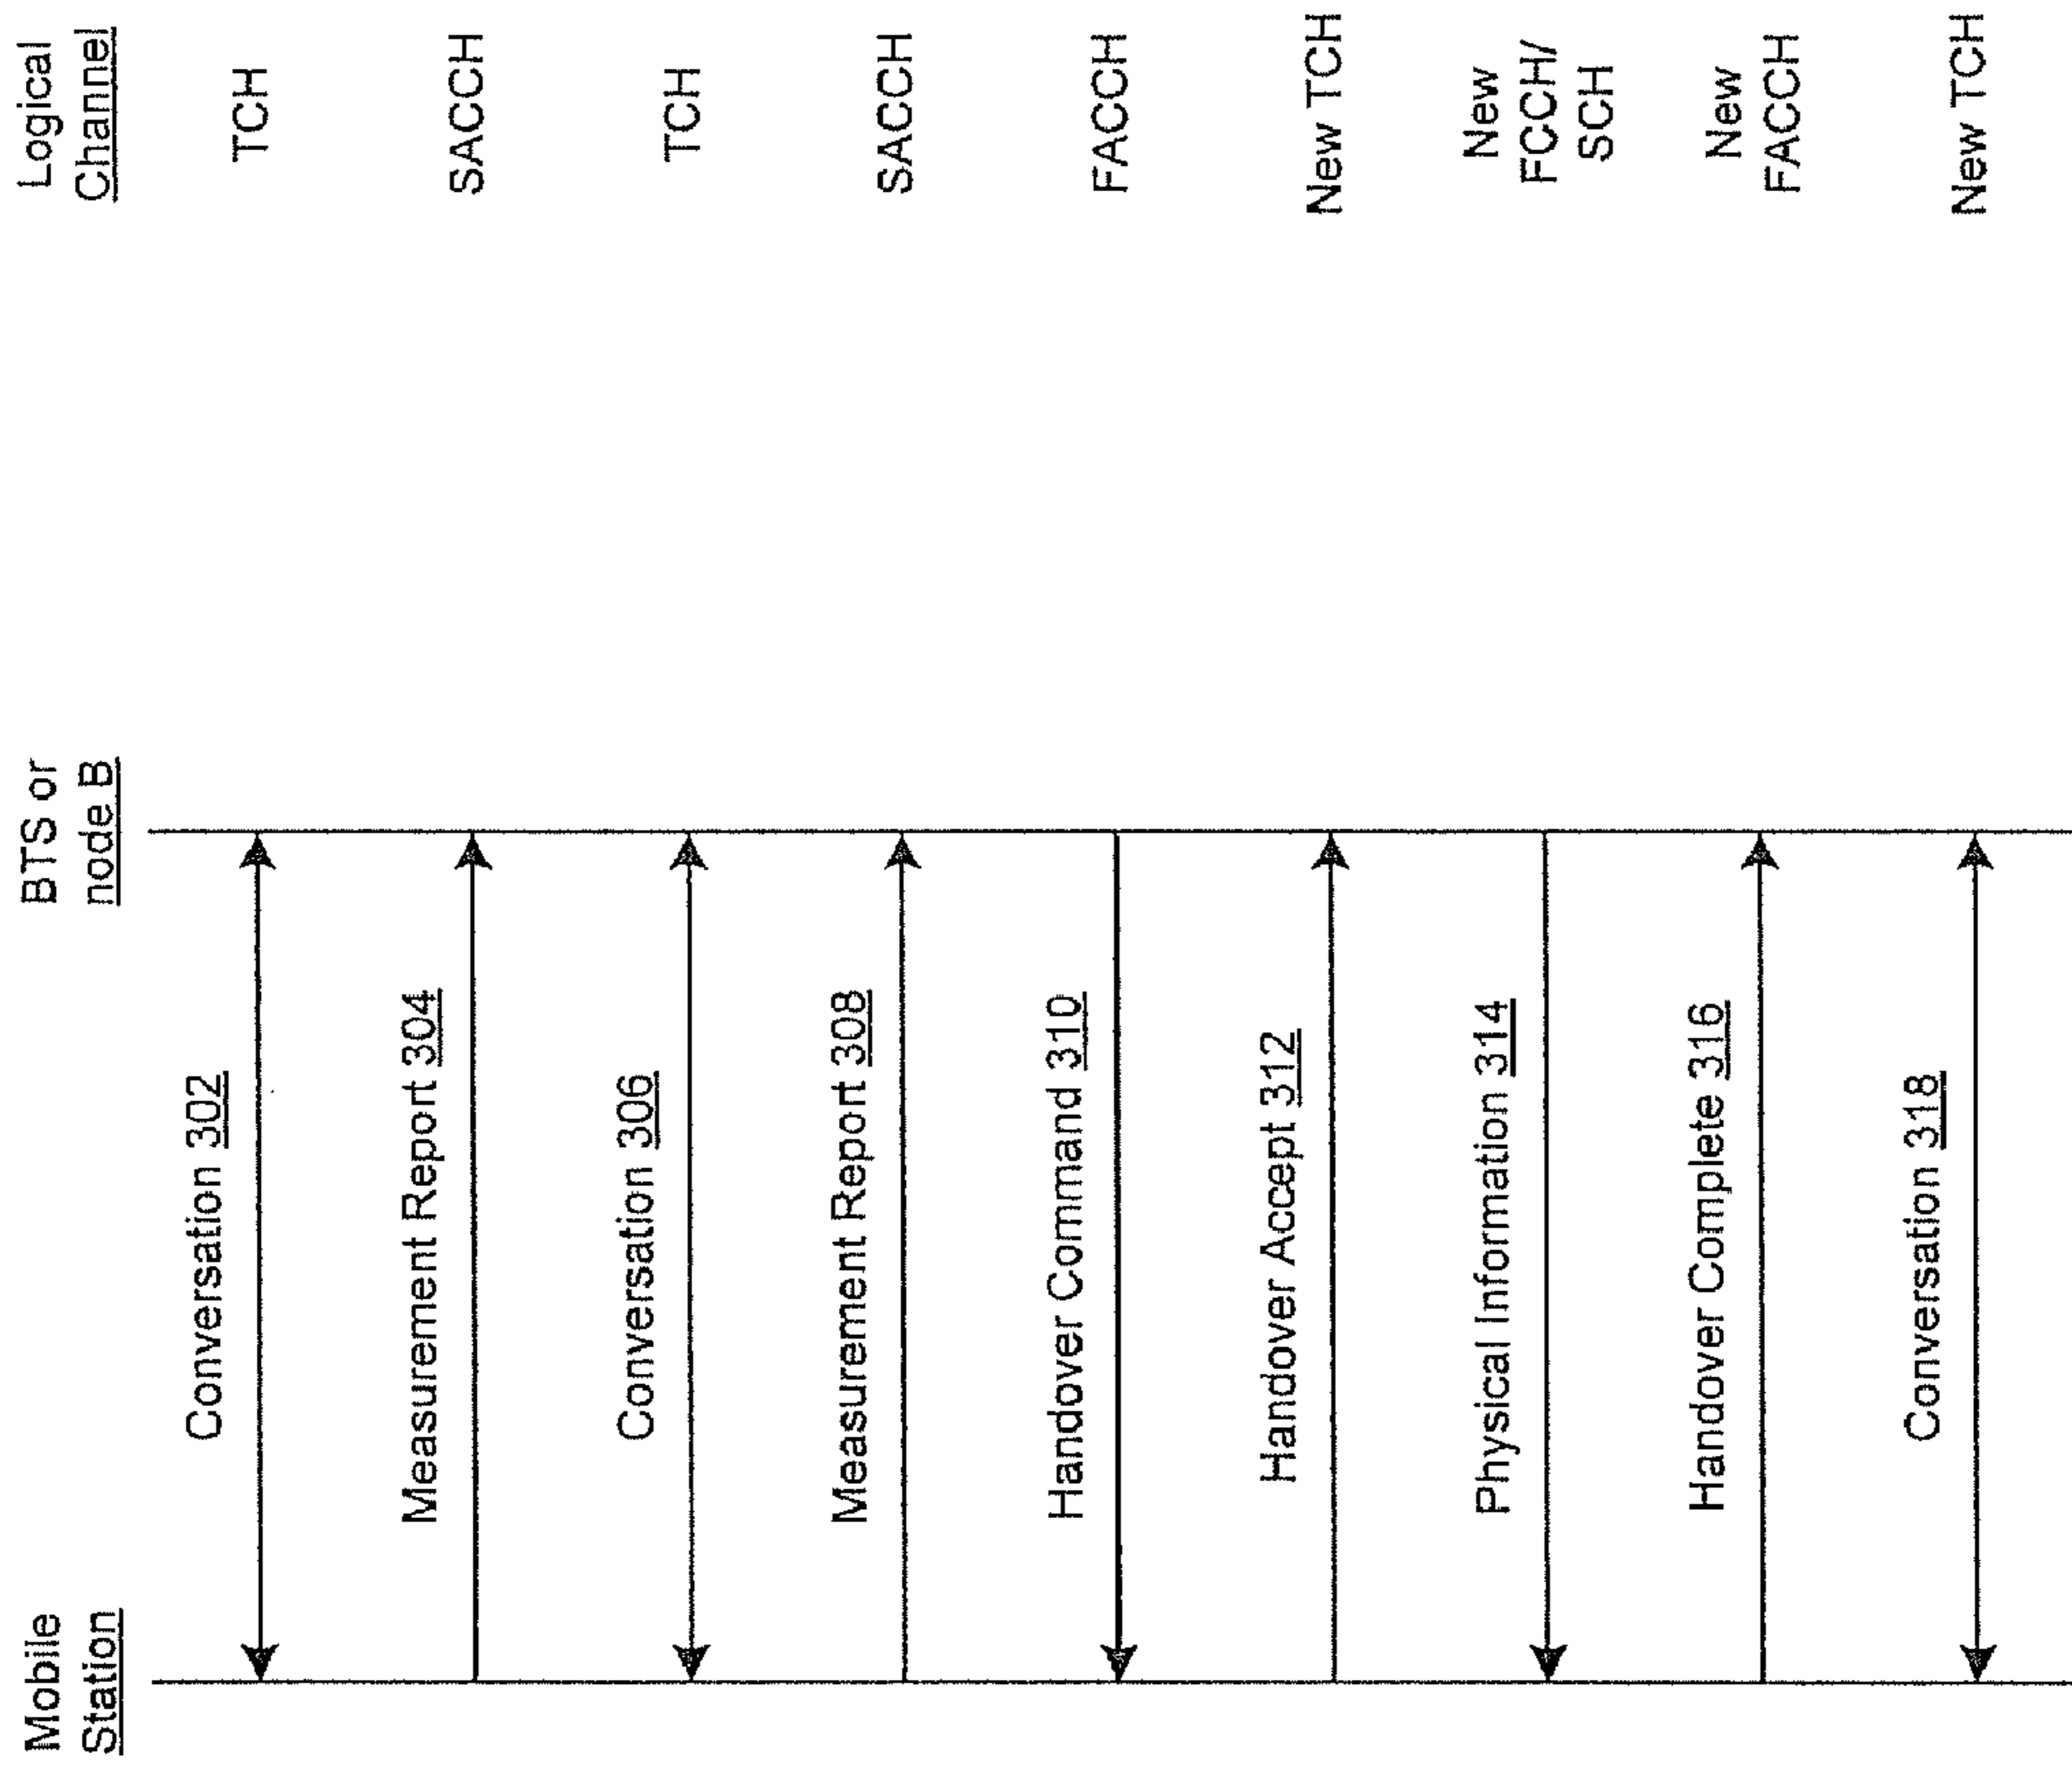 Mobile
Station
BTS or
node B
Logical
Channel
Conversation 302
TCH
Measurement Report 304
SACCH
Conversation 306
TCH
Measurement Report 308
SACCH
Handover Command 310
FACCH
Handover Accept 312
New TCH
Physical Information 314
New
FCCH/
SCH
Handover Complete 316
New
FACCH
Conversation 318
New TCH